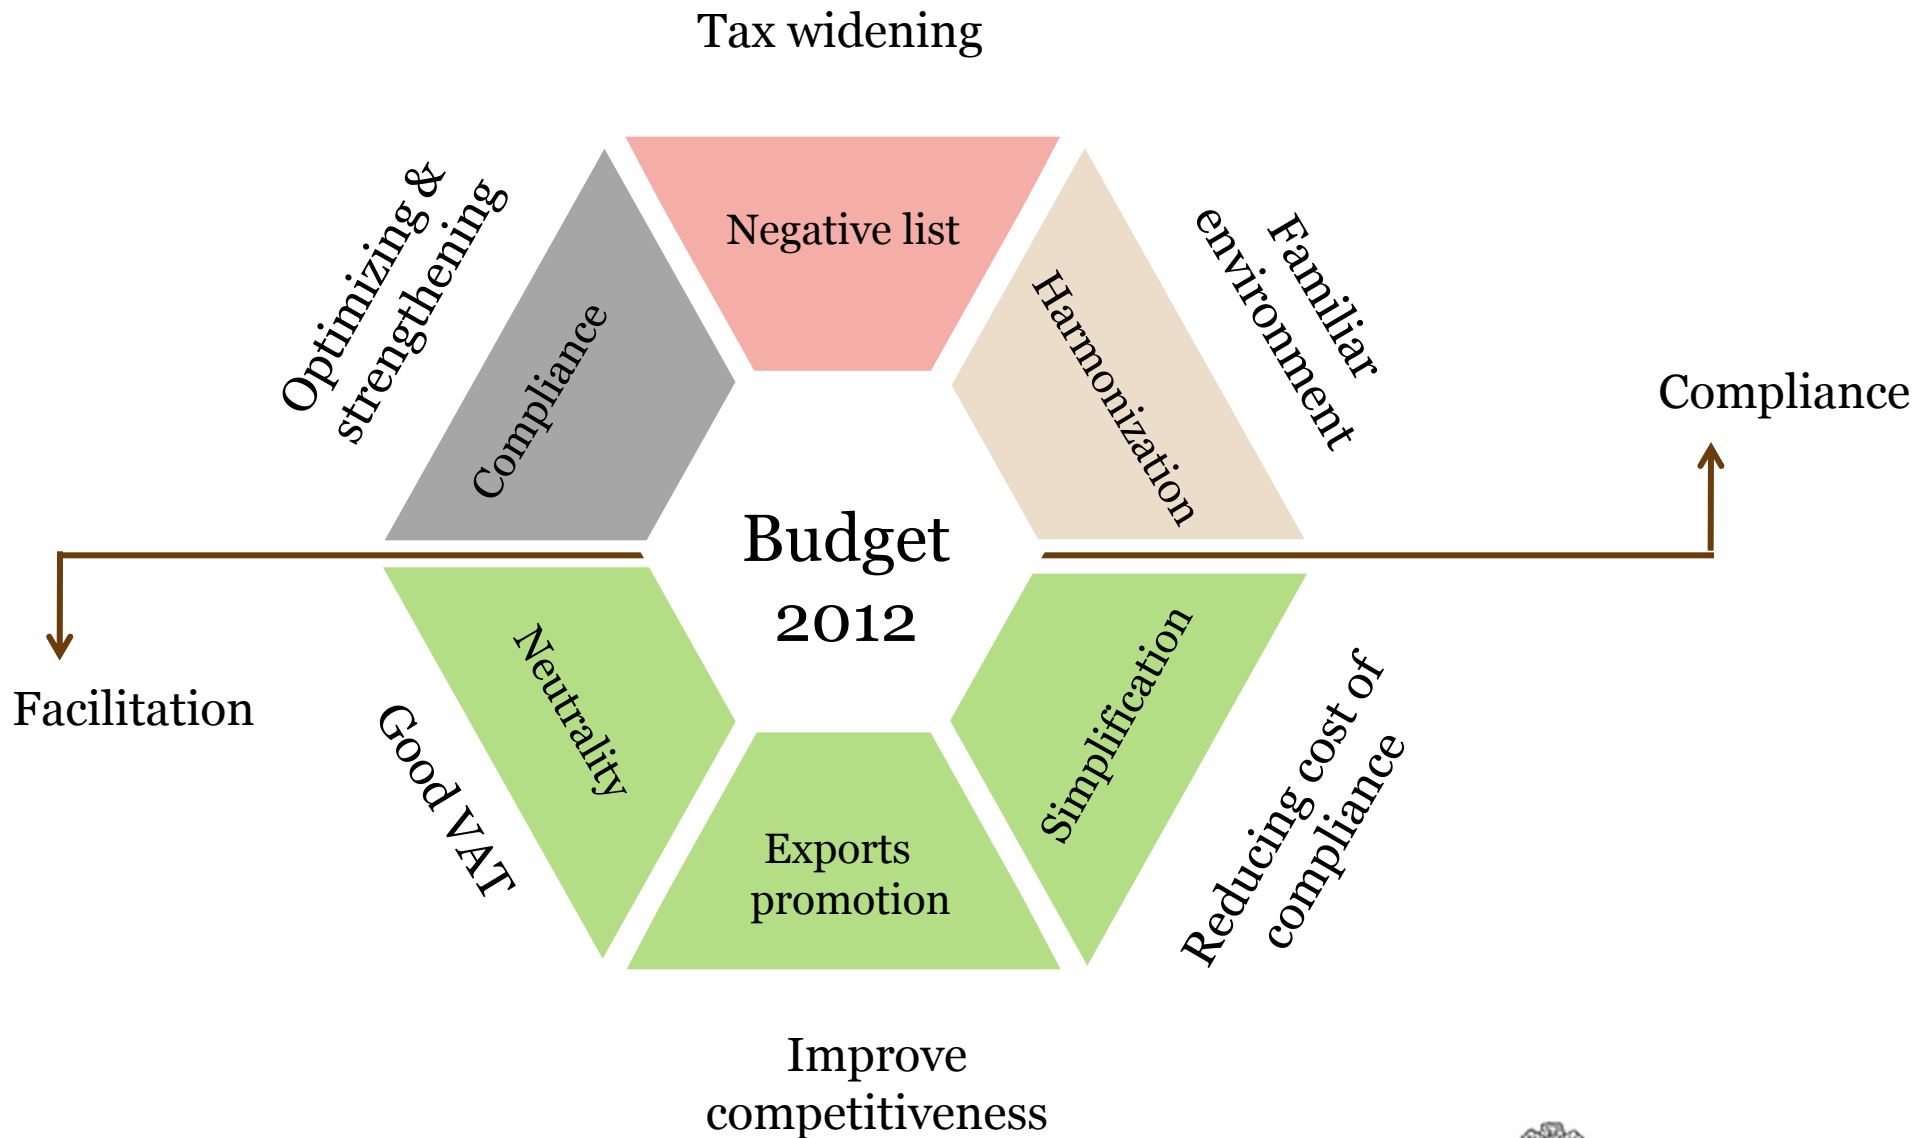 Tax widening
Optimizing &
strengthening
Compliance
Negative list
Harmonization
Familiar
environment
Compliance
Budget
2012
Facilitation
Neutrality
Good VAT
Exports
promotion
Simplification
Reducing cost of
compliance
Improve
competitiveness